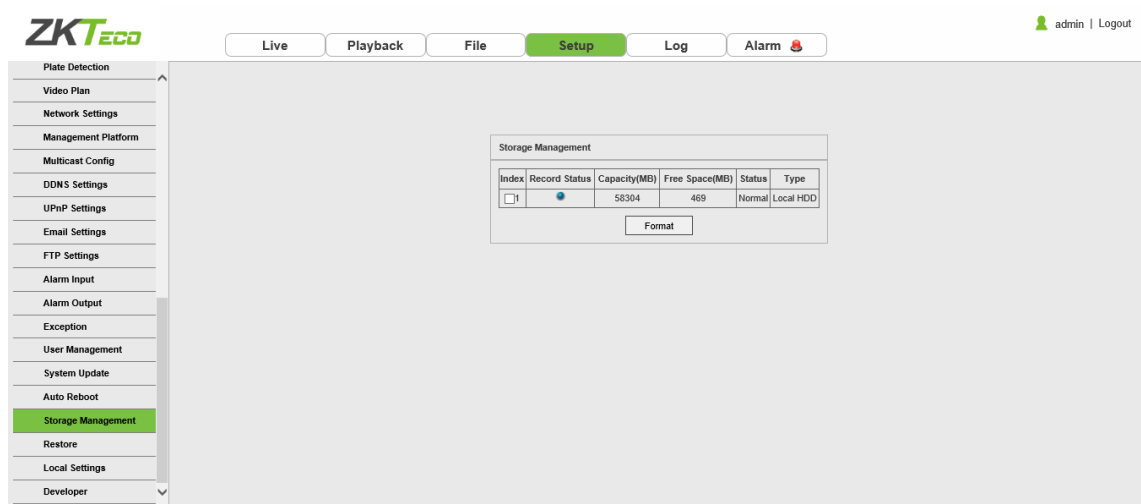 ZKTECO
admin | Logout
Live Playback File Setup Log Alarm
Plate Detection
Video Plan
Network Settings
Management Platform
Multicast Config
DDNS Settings
UPnP Settings
Email Settings
FTP Settings
Alarm Input
Alarm Output
Exception
User Management
System Update
Auto Reboot
Storage Management
Restore
Local Settings
Developer
Storage Management
Index Record Status Capacity(MB) Free Space(MB) Status Type
1 58304 469 Normal Local HDD
Format